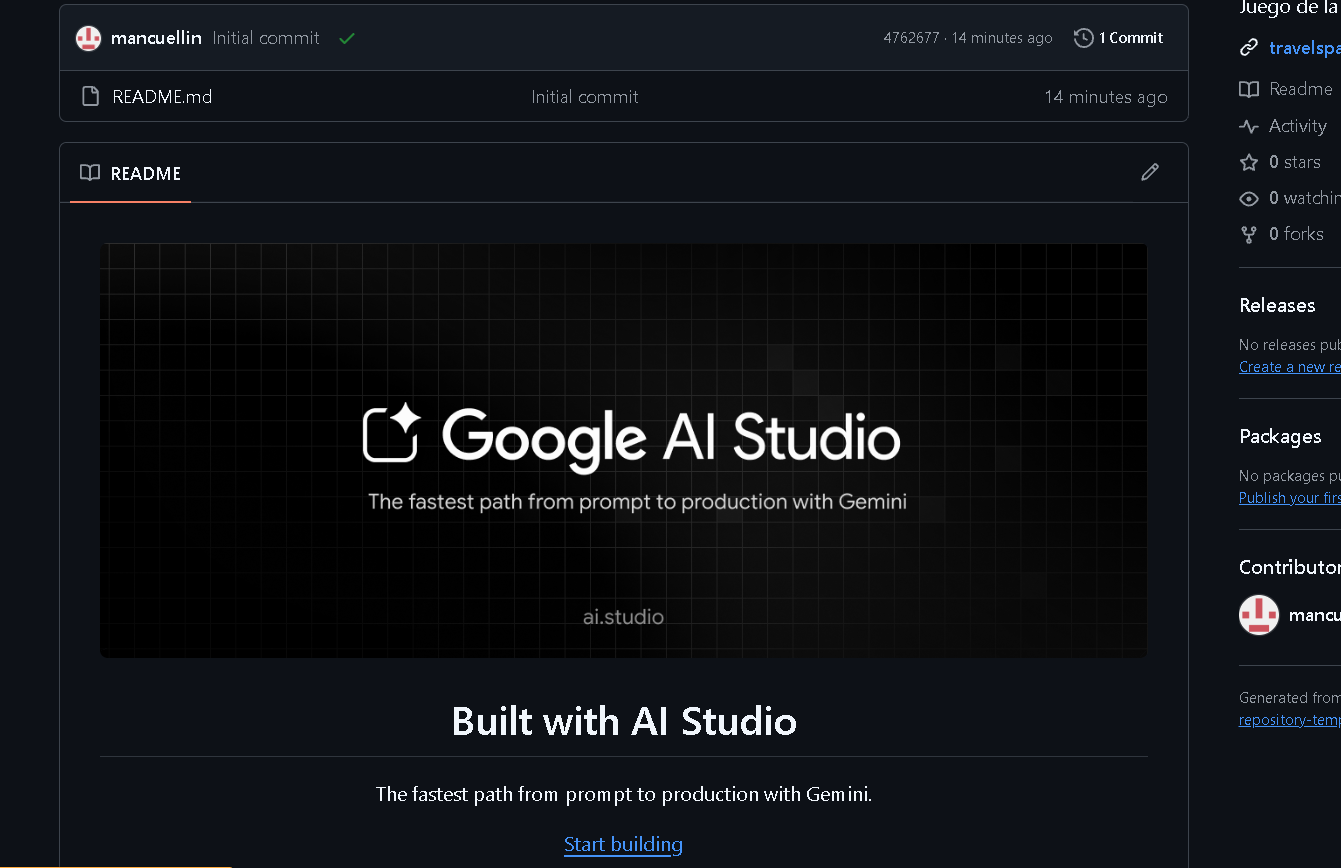 mancuellin Initial commit 4762677 · 14 minutes ago 1 Commit
README.md Initial commit 14 minutes ago
README
Google AI Studio
The fastest path from prompt to production with Gemini
ai.studio
Built with AI Studio
The fastest path from prompt to production with Gemini.
Start building
Juego de la
travelspa
Readme
Activity
0 stars
0 watchin
0 forks
Releases
No releases pub
Create a new re
Packages
No packages pu
Publish your firs
Contributor
mancu
Generated from
repository-temp